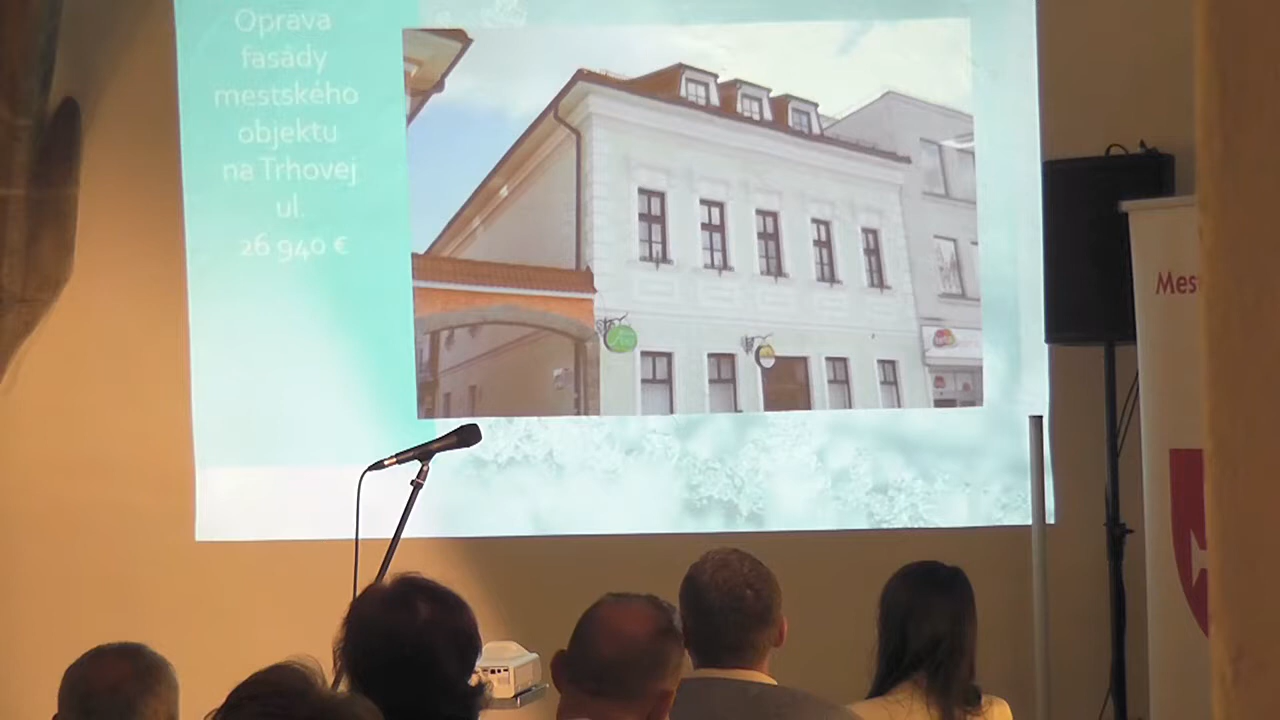 Oprava
fasády
mestského
objektu
na Trhovej
ul.
26 940 €
Mes